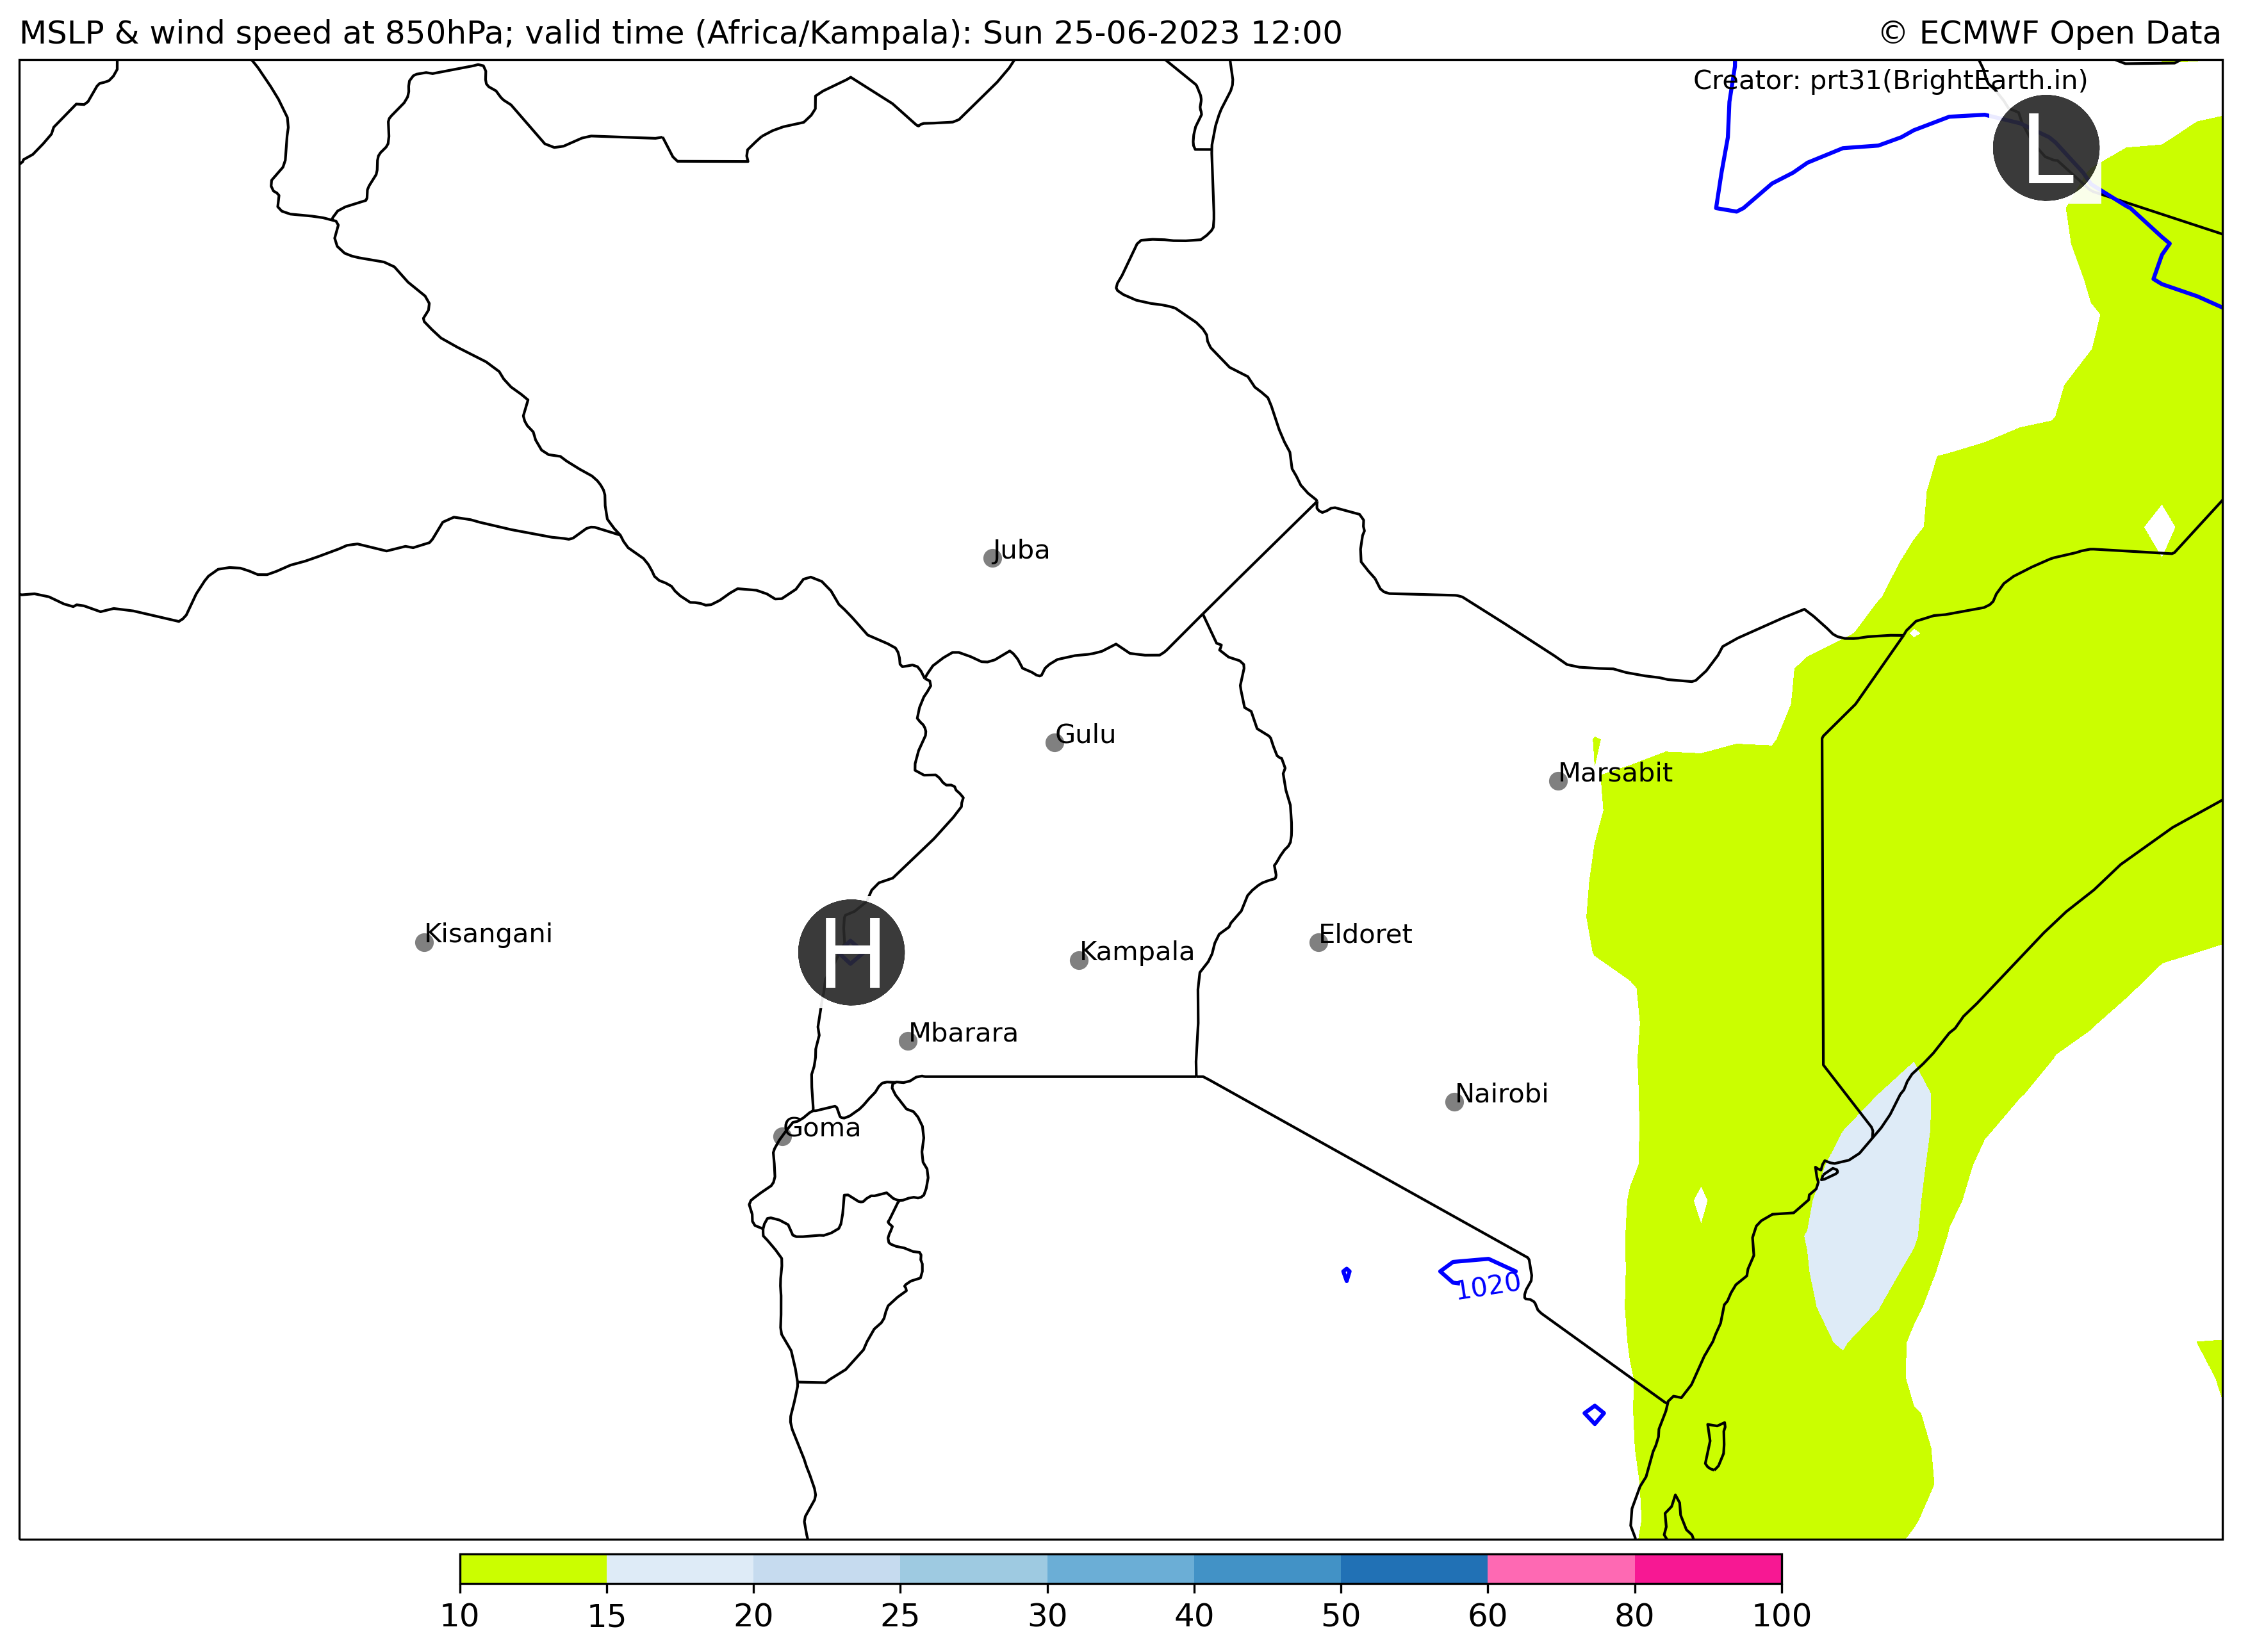 MSLP & wind speed at 850hPa; valid time (Africa/Kampala): Sun 25-06-2023 12:00
© ECMWF Open Data
Creator: prt31(BrightEarth.in)
L
Juba
Gulu
Marsabit
Kisangani
H
Kampala
Eldoret
Mbarara
Nairobi
Goma
1020
10 15 20 25 30 40 50 60 80 100